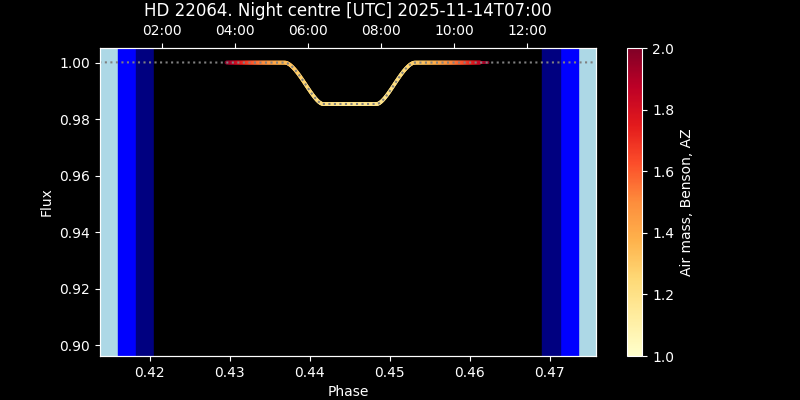 HD 22064. Night centre [UTC] 2025-11-14T07:00
02:00 04:00 06:00 08:00 10:00 12:00
1.00
0.98
0.96
0.94
0.92
0.90
Flux
0.42 0.43 0.44 0.45 0.46 0.47
Phase
2.0
1.8
1.6
1.4
1.2
1.0
Air mass, Benson, AZ